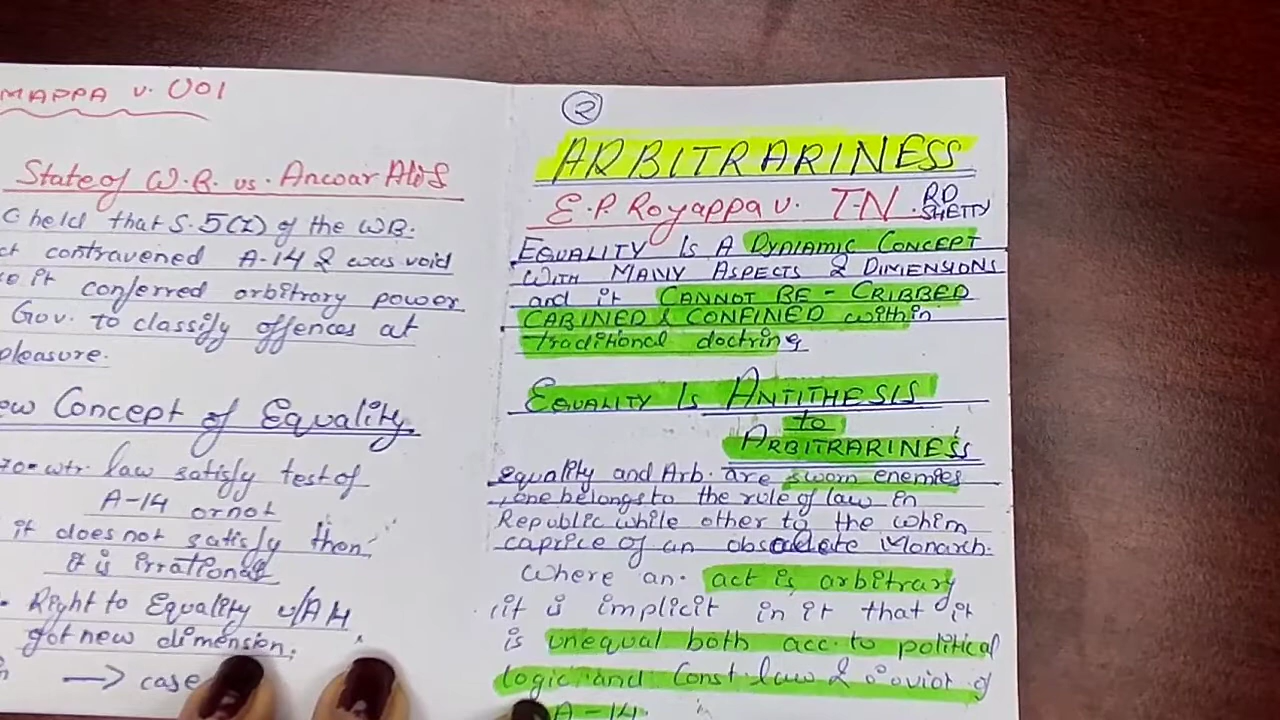 MAPPA v. UOI
State of W.B. vs. Anwar Ali S
C held that S.5(1) of the WB.
ct contravened A-14 & was void
so it conferred arbitrary power
Gov. to classify offences at
pleasure.
ew Concept of Equality
law satisfy test of
A-14 or not
it does not satisfy then
it is irrational
Right to Equality u/A 14
got new dimension.
→ case
2
ARBITRARINESS
E.P. Royappa v. T-N. RD SHETTY
EQUALITY IS A DYNAMIC CONCEPT
WITH MANY ASPECTS & DIMENSIONS
and it CANNOT BE - CRIBBED
CABINED & CONFINED within
traditional doctrine
EQUALITY IS ANTITHESIS
to
ARBITRARINESS
equality and Arb. are sworn enemies
, one belongs to the rule of law in
Republic while other to the whim
caprice of an Monarch.
Where an act is arbitrary
it is implicit in it that it
is unequal both acc. to political
logic and Const. law & is of
A-14.